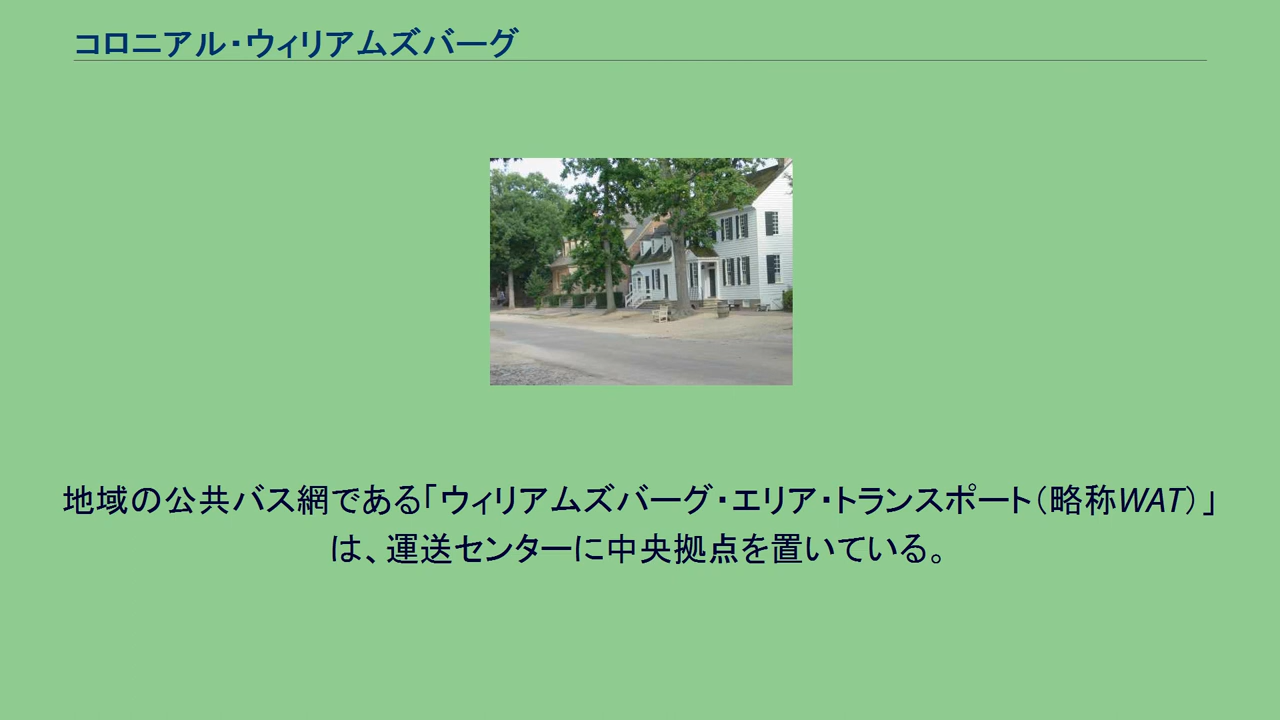 コロニアル・ウィリアムズバーグ
地域の公共バス網である「ウィリアムズバーグ・エリア・トランスポート（略称WAT）」
は、運送センターに中央拠点を置いている。